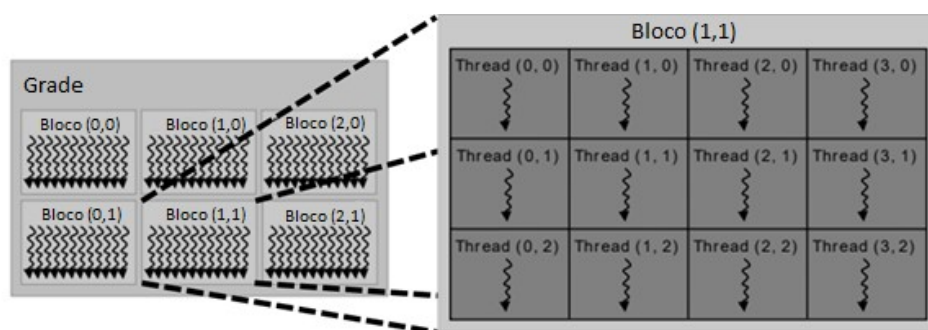 Grade
Bloco (0,0) Bloco (1,0) Bloco (2,0)
Bloco (0,1) Bloco (1,1) Bloco (2,1)
Bloco (1,1)
Thread (0, 0) Thread (1, 0) Thread (2, 0) Thread (3, 0)
Thread (0, 1) Thread (1, 1) Thread (2, 1) Thread (3, 1)
Thread (0, 2) Thread (1, 2) Thread (2, 2) Thread (3, 2)